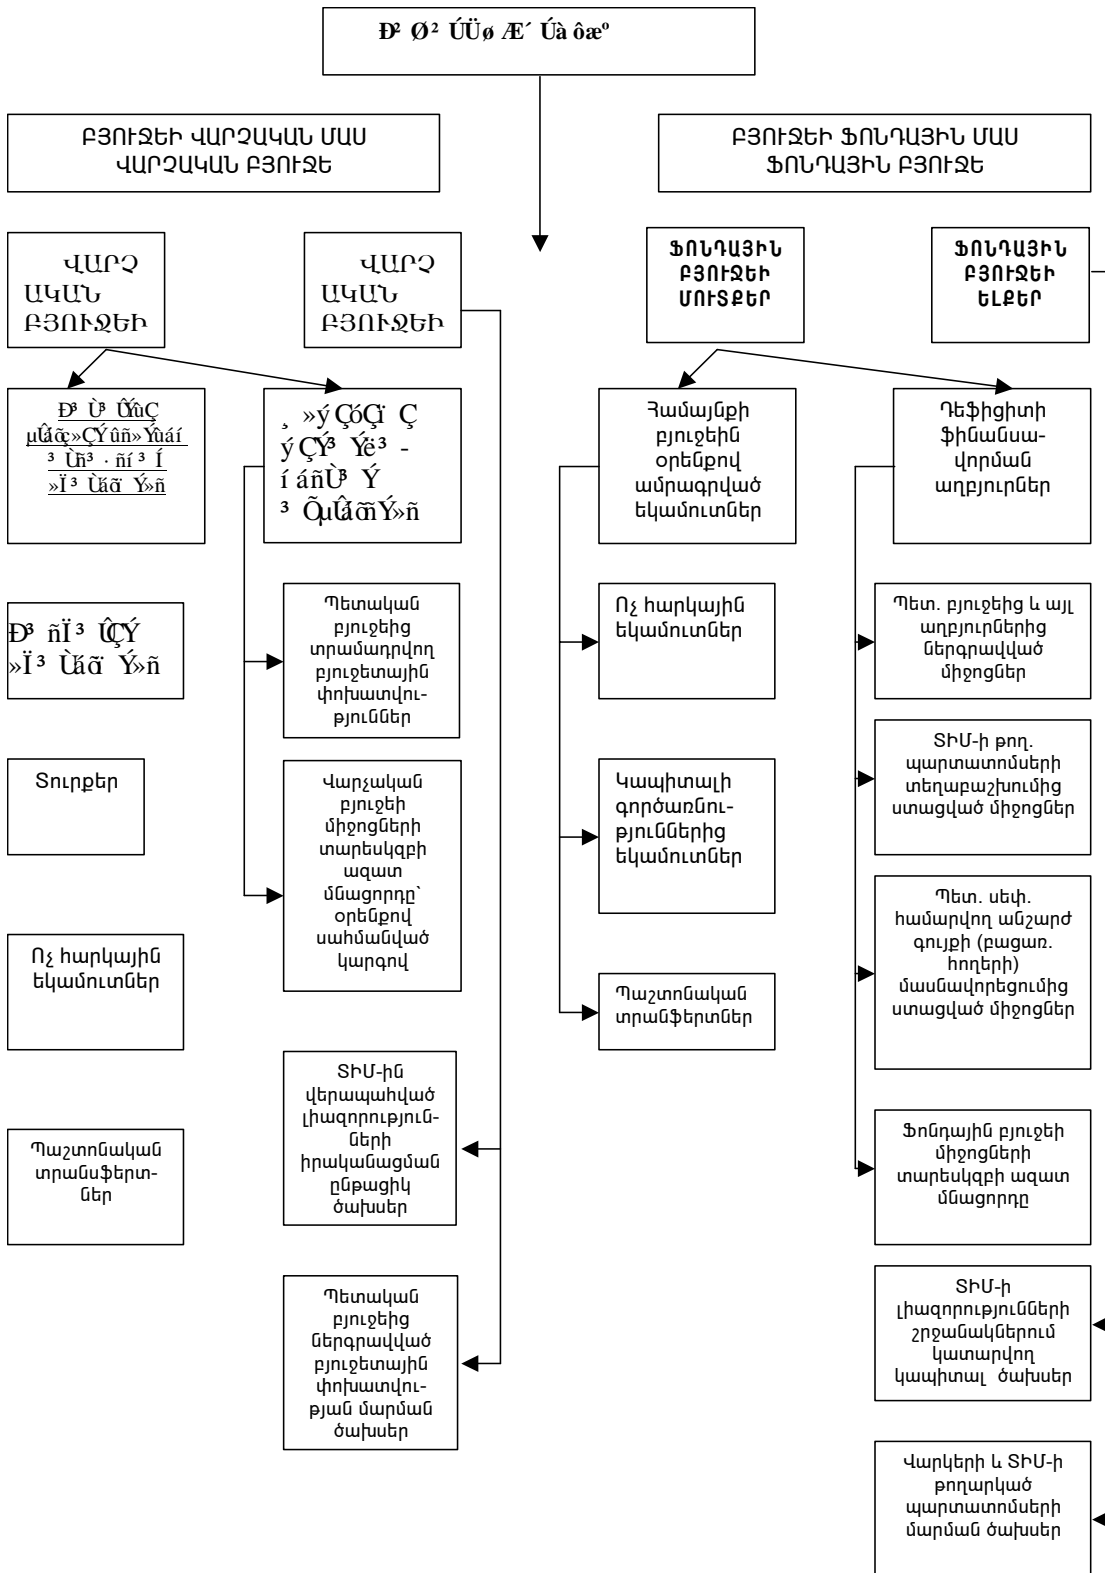 ԲՅՈՒՋԵԻ ՎԱՐՉԱԿԱՆ ՄԱՍ
ՎԱՐՉԱԿԱՆ ԲՅՈՒՋԵ
ԲՅՈՒՋԵԻ ՖՈՆԴԱՅԻՆ ՄԱՍ
ՖՈՆԴԱՅԻՆ ԲՅՈՒՋԵ
ՎԱՐՉ
ԱԿԱՆ
ԲՅՈՒՋԵԻ
ՎԱՐՉ
ԱԿԱՆ
ԲՅՈՒՋԵԻ
ՖՈՆԴԱՅԻՆ
ԲՅՈՒՋԵԻ
ՄՈՒՏՔԵՐ
ՖՈՆԴԱՅԻՆ
ԲՅՈՒՋԵԻ
ԵԼՔԵՐ
Համայնքի
բյուջեին
օրենքով
ամրագրված
եկամուտներ
Դեֆիցիտի
ֆինանսա-
վորման
աղբյուրներ
Պետական
բյուջեից
տրամադրվող
բյուջետային
փոխատվու-
թյուններ
Ոչ հարկային
եկամուտներ
Պետ. բյուջեից և այլ
աղբյուրներից
ներգրավված
միջոցներ
Տուրքեր
Վարչական
բյուջեի
միջոցների
տարեսկզբի
ազատ
մնացորդը՝
օրենքով
սահմանված
կարգով
Կապիտալի
գործառնու-
թյուններից
եկամուտներ
ՏԻՄ-ի թող.
պարտատոմսերի
տեղաբաշխումից
ստացված միջոցներ
Պետ. սեփ.
համարվող անշարժ
գույքի (բացառ.
հողերի)
մասնավորեցումից
ստացված միջոցներ
Ոչ հարկային
եկամուտներ
Պաշտոնական
տրանֆերտներ
ՏԻՄ-ին
վերապահված
լիազորություն-
ների
իրականացման
ընթացիկ
ծախսեր
Պաշտոնական
տրանսֆերտ-
ներ
Ֆոնդային բյուջեի
միջոցների
տարեսկզբի ազատ
մնացորդը
Պետական
բյուջեից
ներգրավված
բյուջետային
փոխատվու-
թյան մարման
ծախսեր
ՏԻՄ-ի
լիազորությունների
շրջանակներում
կատարվող
կապիտալ ծախսեր
Վարկերի և ՏԻՄ-ի
թողարկած
պարտատոմսերի
մարման ծախսեր